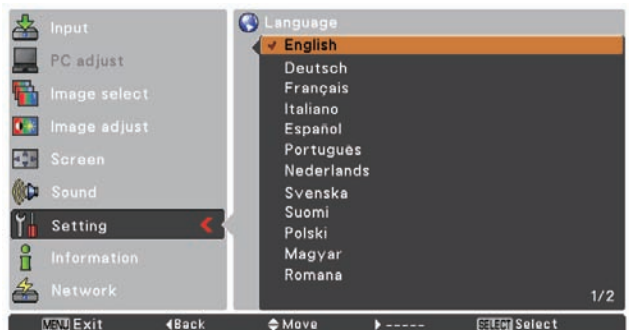 Input
PC adjust
Image select
Image adjust
Screen
Sound
Setting
Information
Network
Language
✔ English
Deutsch
Français
Italiano
Español
Português
Nederlands
Svenska
Suomi
Polski
Magyar
Romana
1/2
MENU Exit ◀Back ◆Move ▶ ----- SELECT Select